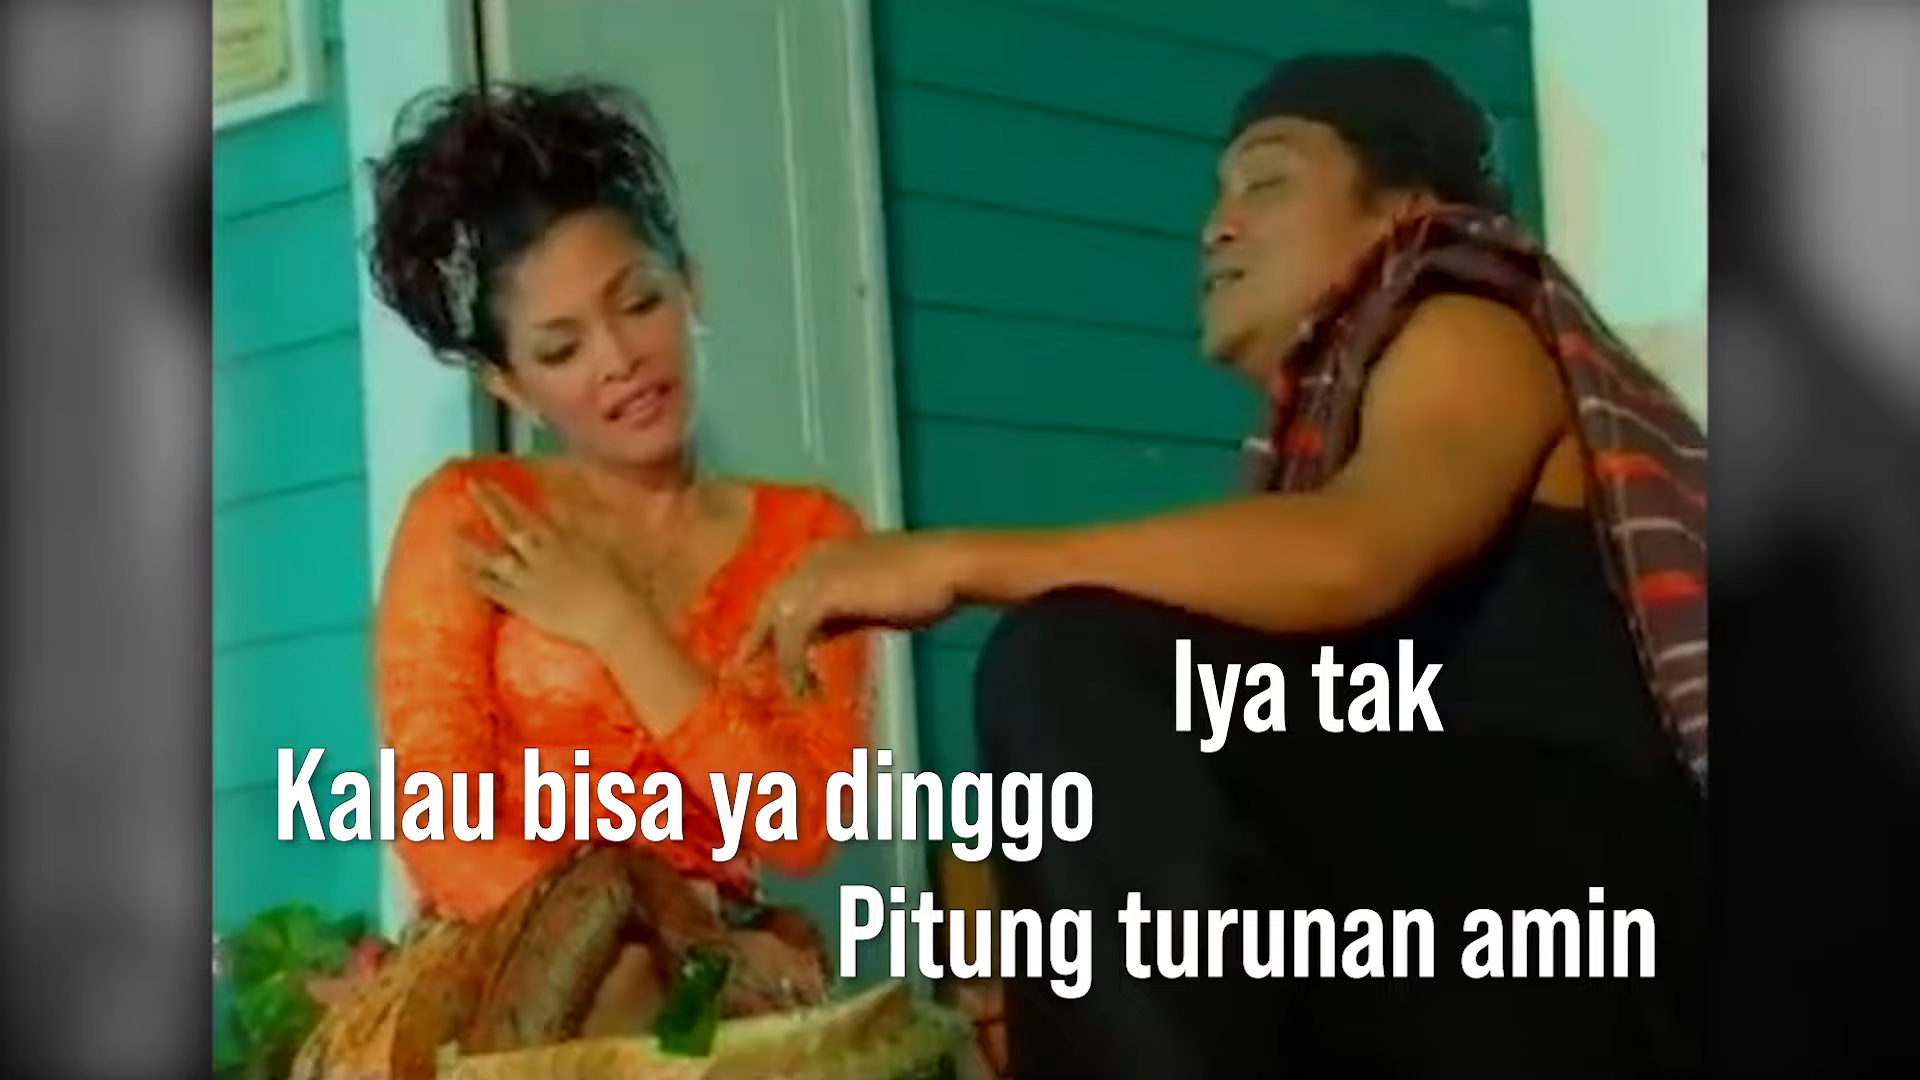 Iya tak
Kalau bisa ya dinggo
Pitung turunan amin